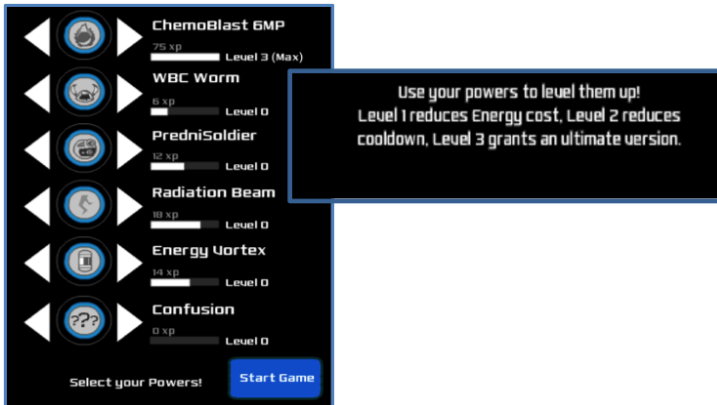 ChemoBlast 6MP
75 xp
Level 3 (Max)
WBC Worm
6 xp
Level 0
PredniSoldier
12 xp
Level 0
Radiation Beam
18 xp
Level 0
Energy Vortex
14 xp
Level 0
???
Confusion
0 xp
Level 0
Select your Powers!
Start Game
Use your powers to level them up!
Level 1 reduces Energy cost, Level 2 reduces
cooldown, Level 3 grants an ultimate version.